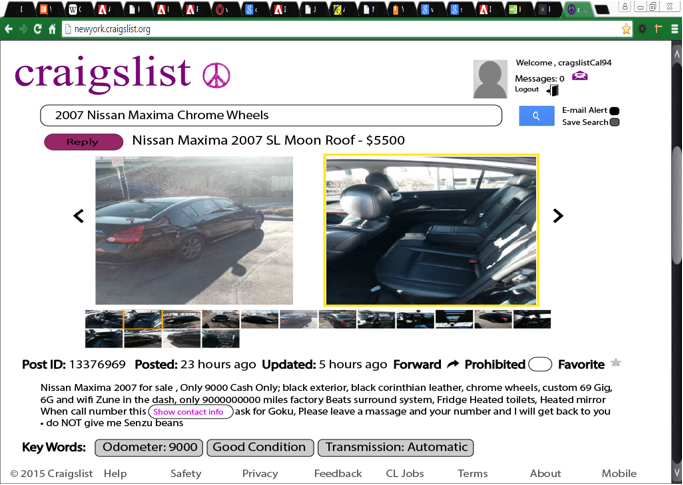 newyork.craigslist.org
craigslist
Welcome , cragslistCal94
Messages: 0
Logout
2007 Nissan Maxima Chrome Wheels
E-mail Alert
Save Search
Reply
Nissan Maxima 2007 SL Moon Roof - $5500
Post ID: 13376969 Posted: 23 hours ago Updated: 5 hours ago Forward Prohibited Favorite
Nissan Maxima 2007 for sale , Only 9000 Cash Only; black exterior, black corinthian leather, chrome wheels, custom 69 Gig,
6G and wifi Zune in the dash, only 9000000000 miles factory Beats surround system, Fridge Heated toilets, Heated mirror
When call number this Show contact info ask for Goku, Please leave a massage and your number and I will get back to you
• do NOT give me Senzu beans
Key Words: Odometer: 9000 Good Condition Transmission: Automatic
© 2015 Craigslist Help Safety Privacy Feedback CL Jobs Terms About Mobile